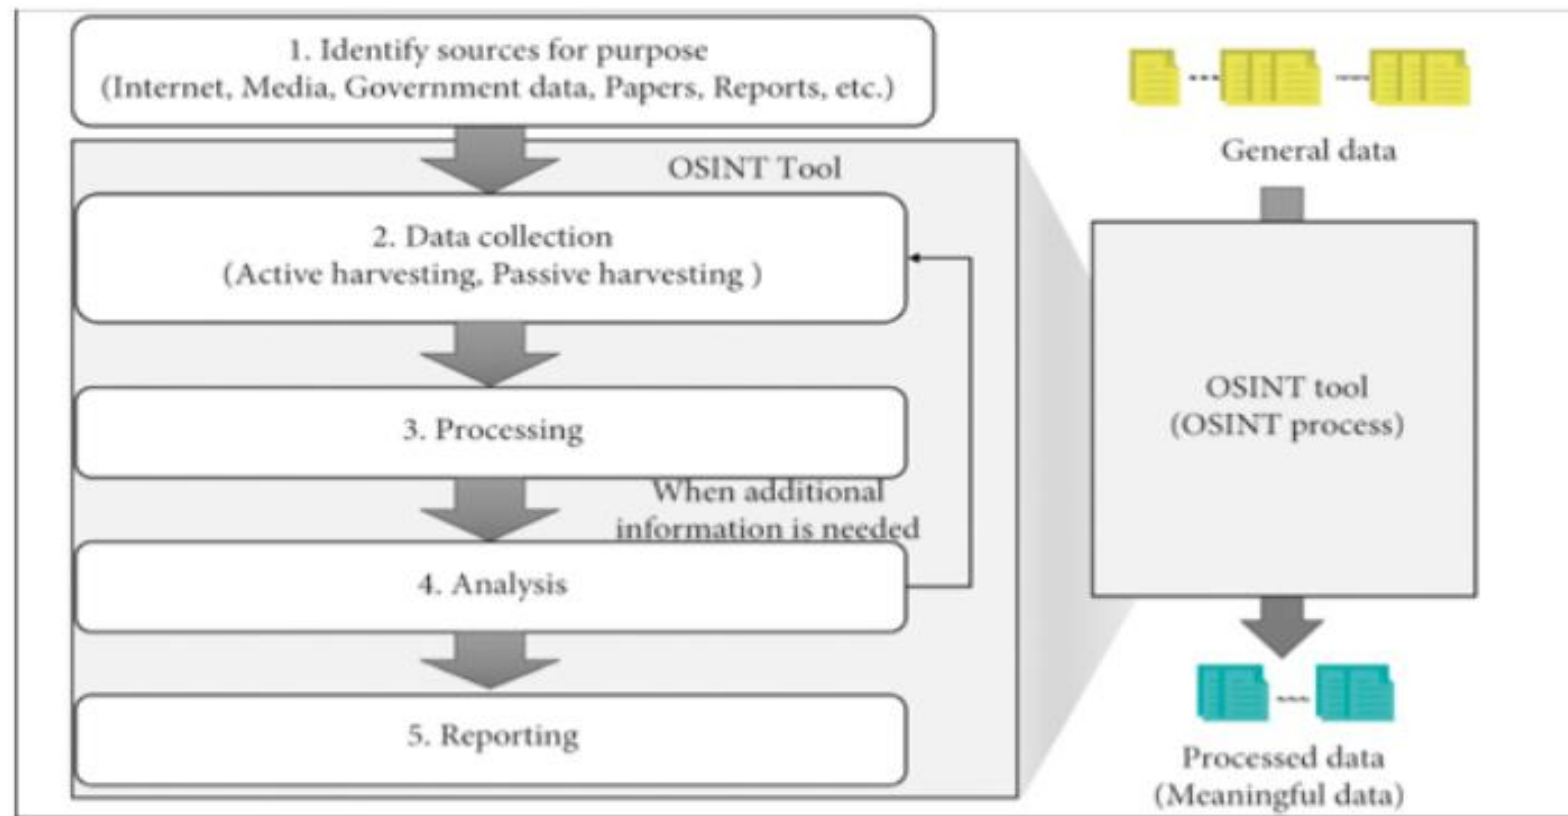 1. Identify sources for purpose
(Internet, Media, Government data, Papers, Reports, etc.)
OSINT Tool
2. Data collection
(Active harvesting, Passive harvesting )
3. Processing
When additional
information is needed
4. Analysis
5. Reporting
General data
OSINT tool
(OSINT process)
Processed data
(Meaningful data)